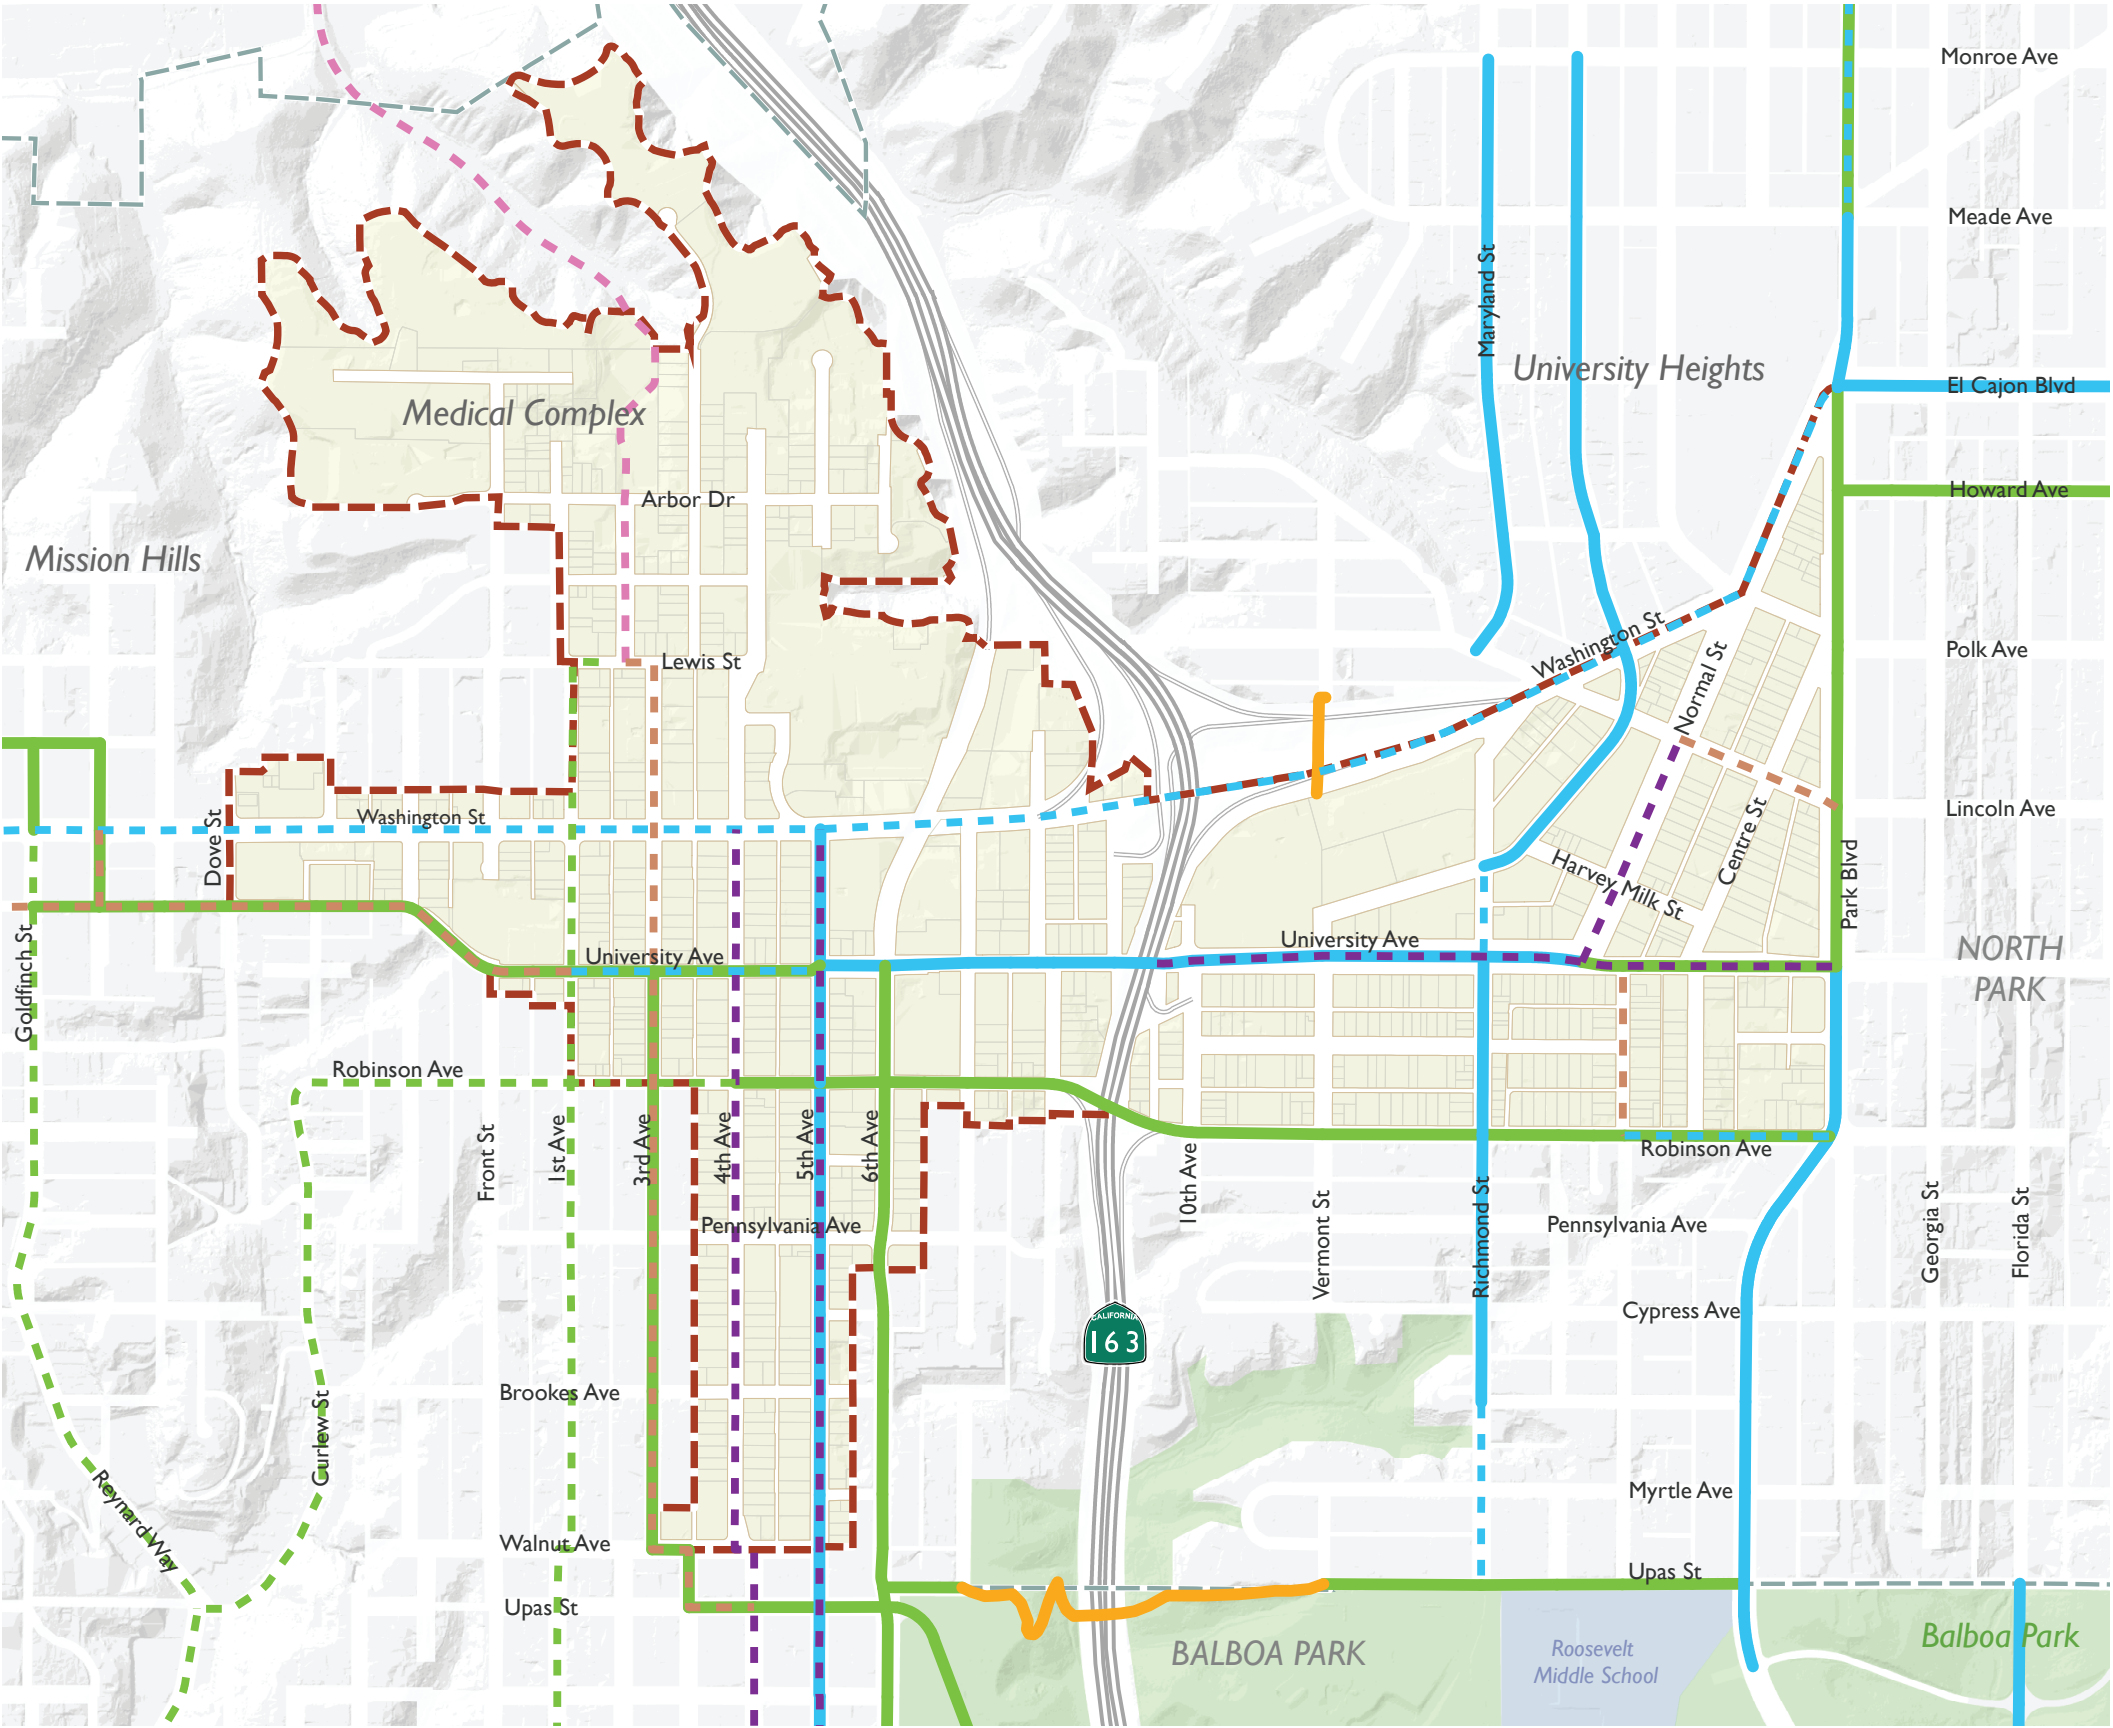 Monroe Ave
Meade Ave
Maryland St
University Heights
El Cajon Blvd
Medical Complex
Howard Ave
Arbor Dr
Mission Hills
Washington St
Polk Ave
Lewis St
Normal St
Washington St
Dove St
Lincoln Ave
Centre St
Harvey Milk St
Park Blvd
Goldfinch St
University Ave
University Ave
NORTH
PARK
Robinson Ave
Front St
1st Ave
3rd Ave
4th Ave
5th Ave
6th Ave
10th Ave
Robinson Ave
Vermont St
Richmond St
Pennsylvania Ave
Pennsylvania Ave
Georgia St
Florida St
CALIFORNIA
163
Cypress Ave
Brookes Ave
Curlew St
Reynard Way
Myrtle Ave
Walnut Ave
Upas St
Upas St
BALBOA PARK
Roosevelt
Middle School
Balboa Park